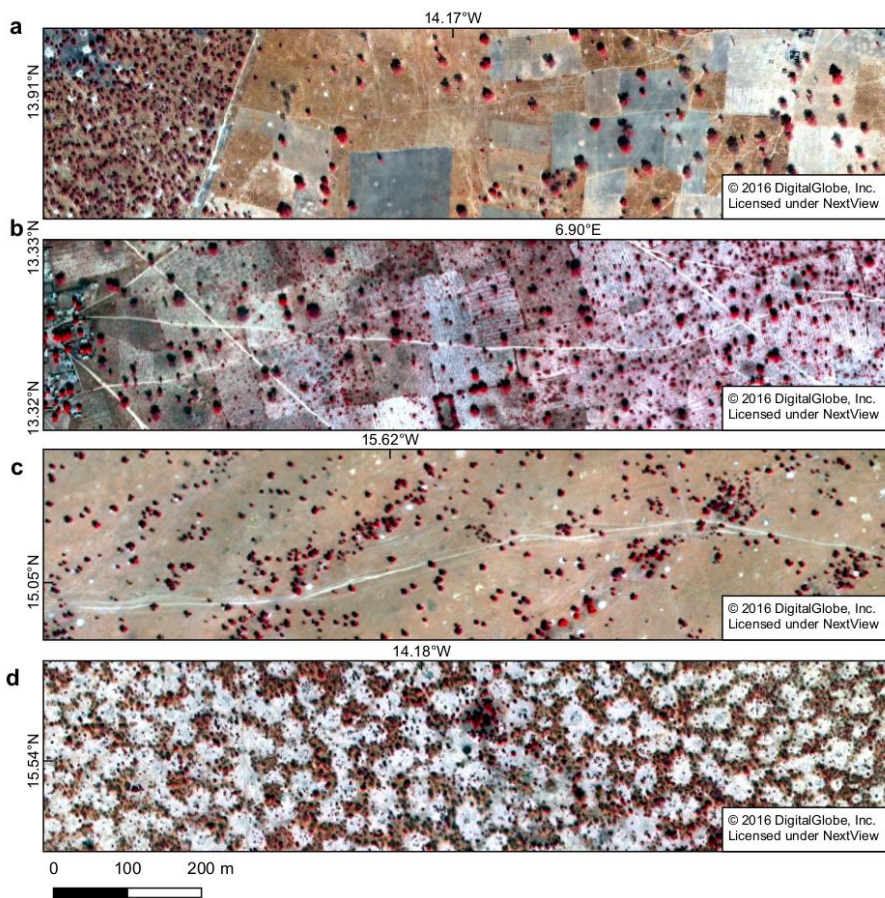 a
14.17°W
13.91°N
© 2016 DigitalGlobe, Inc.
Licensed under NextView
b
6.90°E
13.33°N
13.32°N
© 2016 DigitalGlobe, Inc.
Licensed under NextView
c
15.62°W
15.05°N
© 2016 DigitalGlobe, Inc.
Licensed under NextView
d
14.18°W
15.54°N
© 2016 DigitalGlobe, Inc.
Licensed under NextView
0 100 200 m